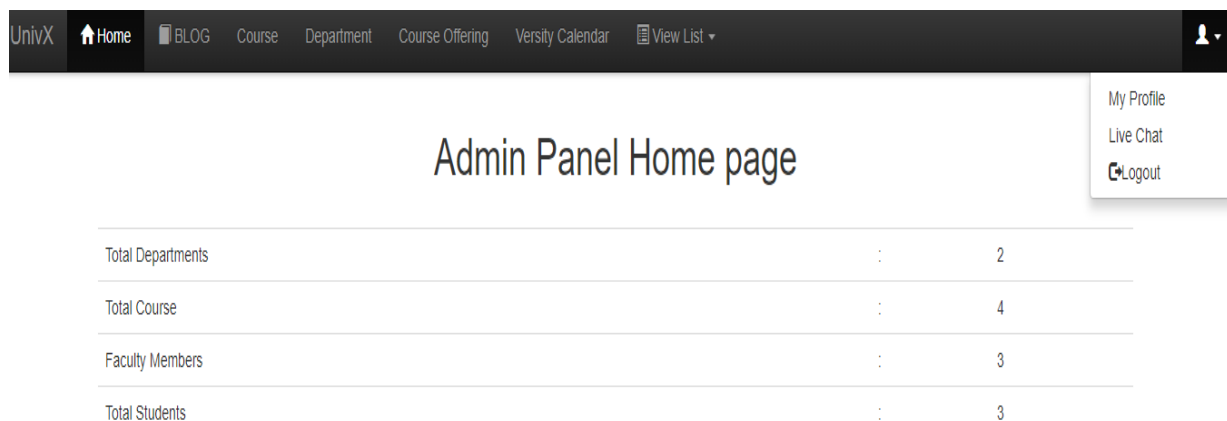 UnivX Home BLOG Course Department Course Offering Versity Calendar View List
My Profile
Live Chat
Logout
Admin Panel Home page
Total Departments : 2
Total Course : 4
Faculty Members : 3
Total Students : 3